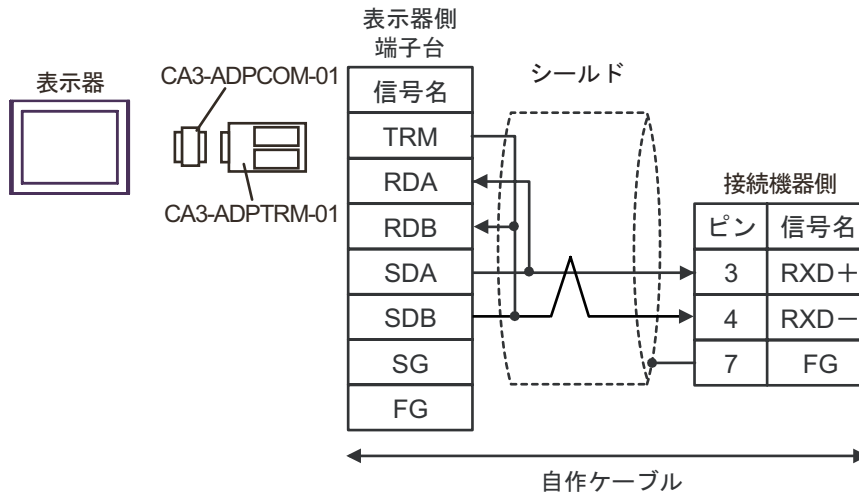 表示器
CA3-ADPCOM-01
CA3-ADPTRM-01
表示器側
端子台
信号名
TRM
RDA
RDB
SDA
SDB
SG
FG
シールド
接続機器側
ピン 信号名
3 RXD＋
4 RXD－
7 FG
自作ケーブル